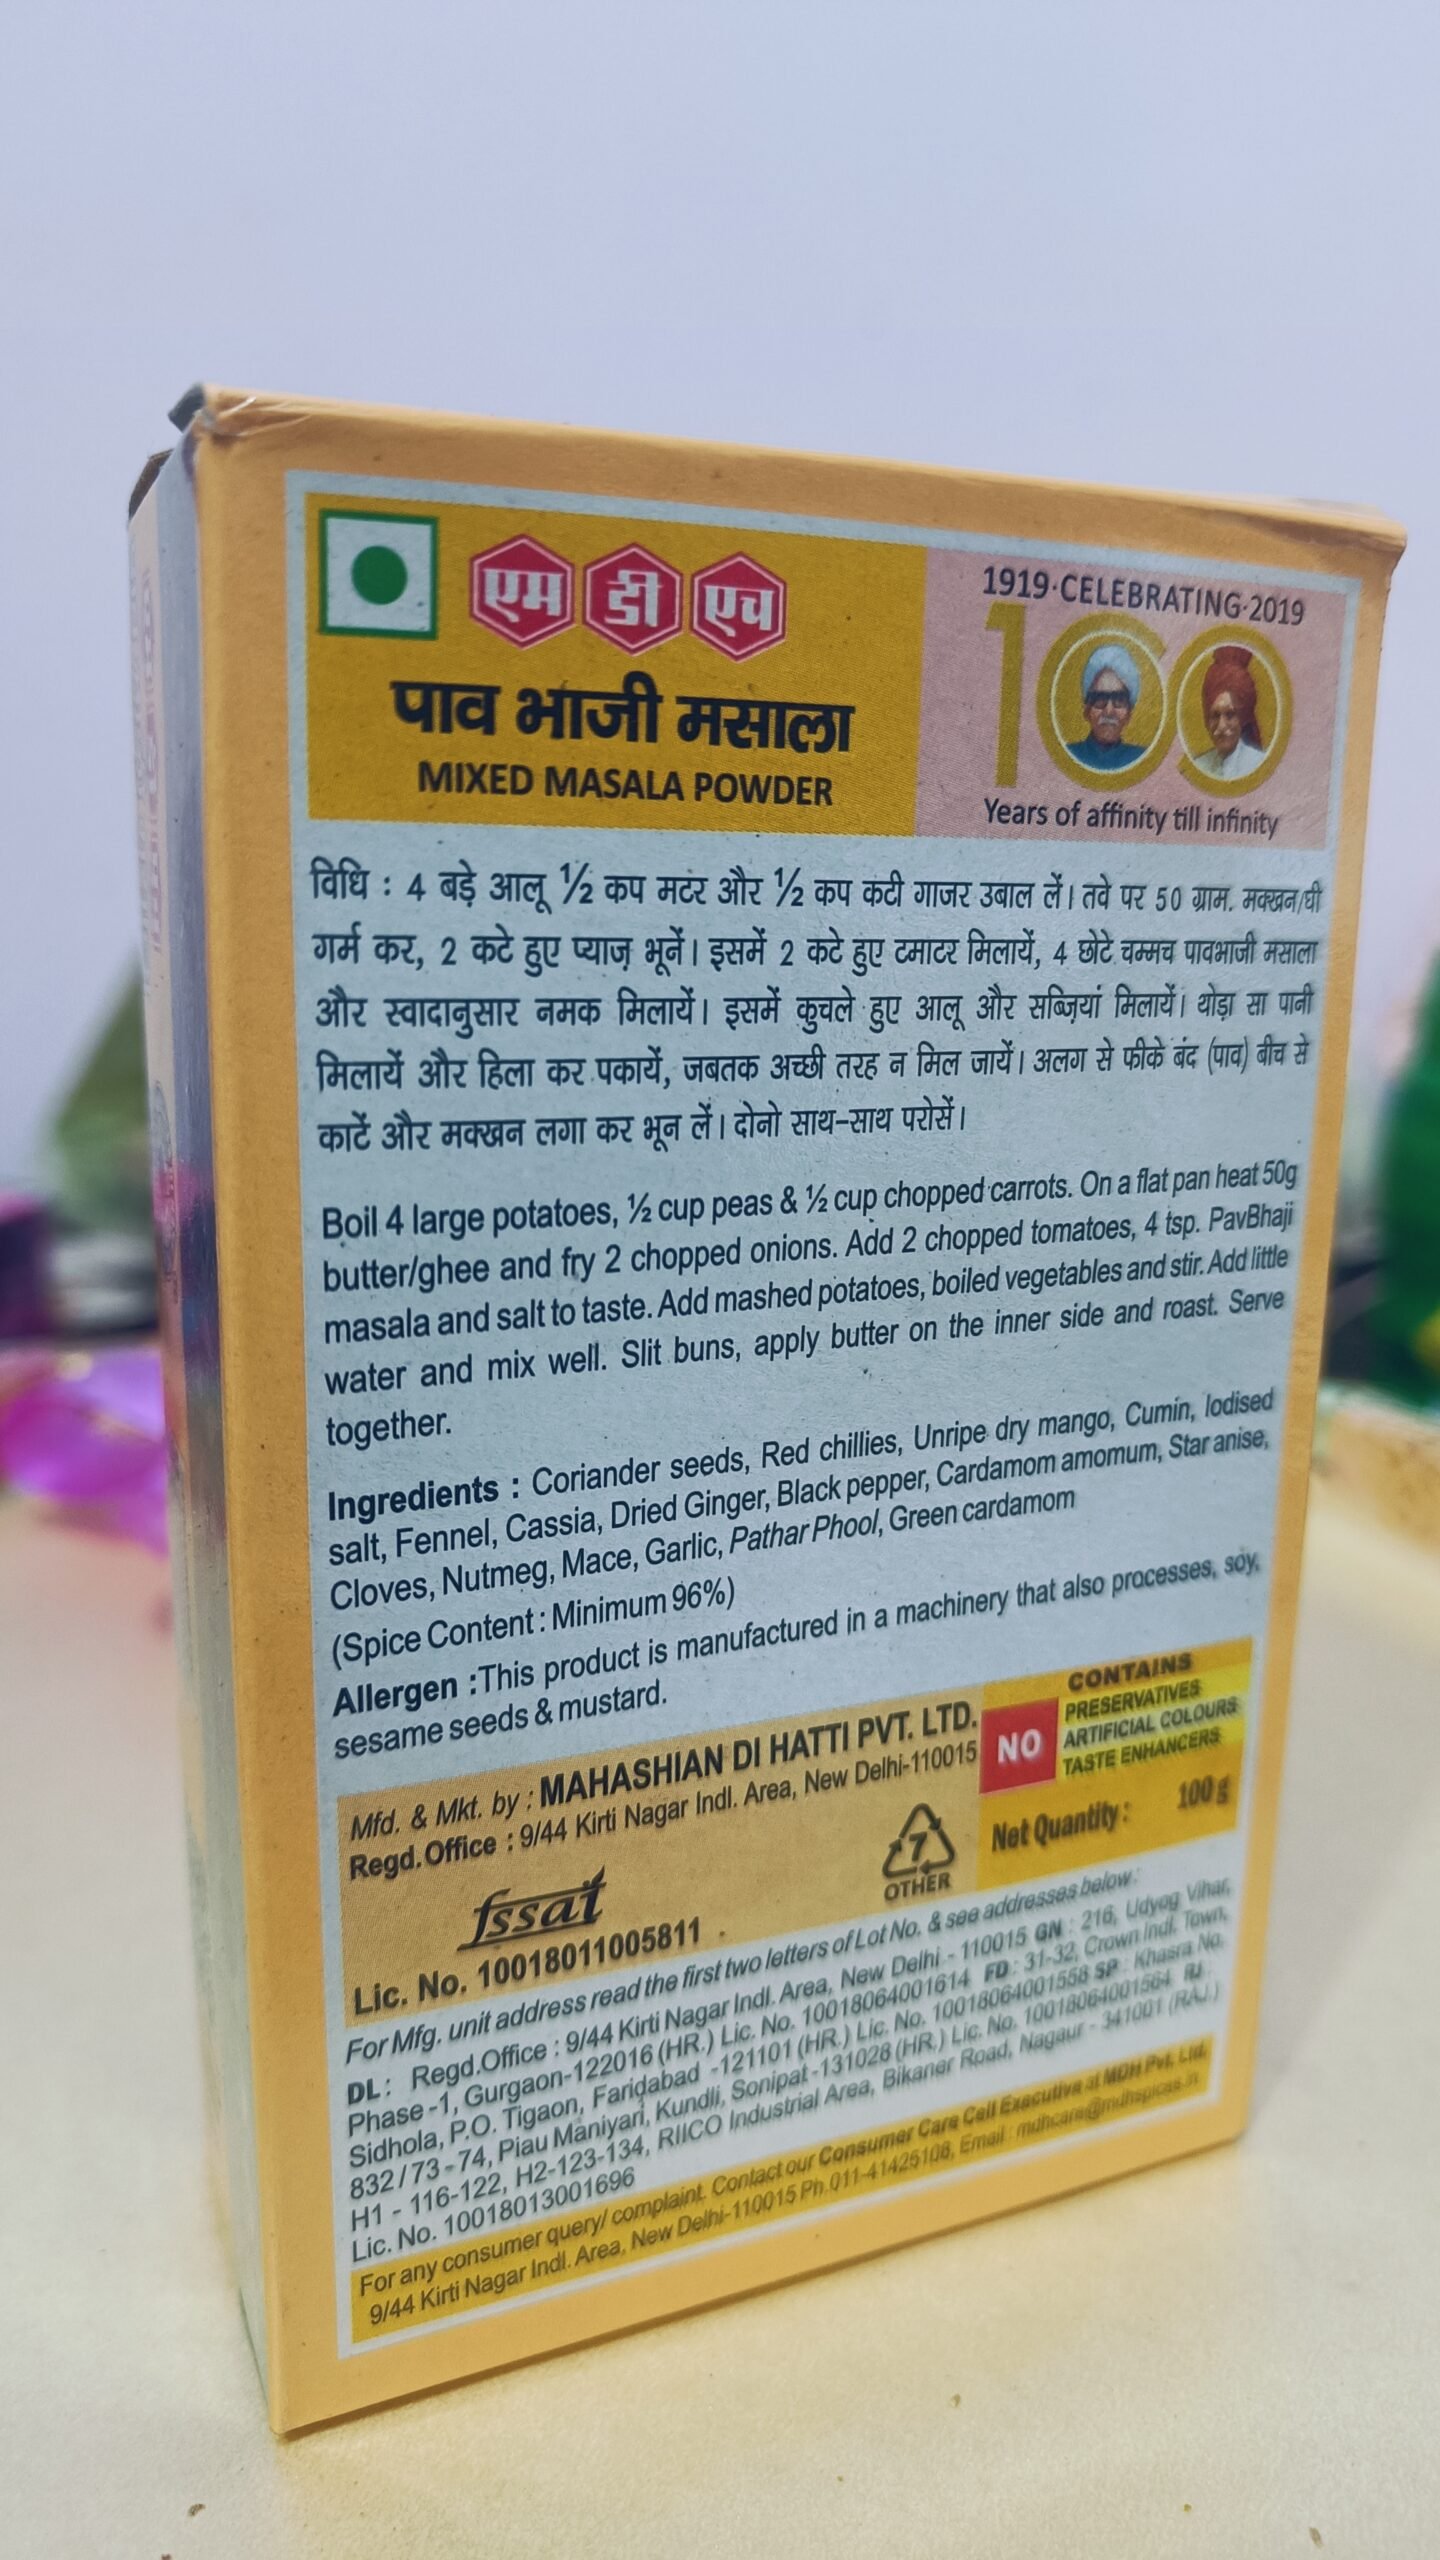 एम डी एच
पाव भाजी मसाला
MIXED MASALA POWDER
1919·CELEBRATING·2019
100
Years of affinity till infinity
विधि : 4 बड़े आलू ½ कप मटर और ½ कप कटी गाजर उबाल लें। तवे पर 50 ग्राम. मक्खन/घी
गर्म कर, 2 कटे हुए प्याज़ भूनें। इसमें 2 कटे हुए टमाटर मिलायें, 4 छोटे चम्मच पावभाजी मसाला
और स्वादानुसार नमक मिलायें। इसमें कुचले हुए आलू और सब्ज़ियां मिलायें। थोड़ा सा पानी
मिलायें और हिला कर पकायें, जबतक अच्छी तरह न मिल जायें। अलग से फीके बंद (पाव) बीच से
काटें और मक्खन लगा कर भून लें। दोनो साथ-साथ परोसें।
Boil 4 large potatoes, ½ cup peas & ½ cup chopped carrots. On a flat pan heat 50g
butter/ghee and fry 2 chopped onions. Add 2 chopped tomatoes, 4 tsp. PavBhaji
masala and salt to taste. Add mashed potatoes, boiled vegetables and stir. Add little
water and mix well. Slit buns, apply butter on the inner side and roast. Serve
together.
Ingredients : Coriander seeds, Red chillies, Unripe dry mango, Cumin, Iodised
salt, Fennel, Cassia, Dried Ginger, Black pepper, Cardamom amomum, Star anise,
Cloves, Nutmeg, Mace, Garlic, Pathar Phool, Green cardamom
(Spice Content : Minimum 96%)
Allergen :This product is manufactured in a machinery that also processes, soy,
sesame seeds & mustard.
Mfd. & Mkt. by : MAHASHIAN DI HATTI PVT. LTD.
Regd.Office : 9/44 Kirti Nagar Indl. Area, New Delhi-110015
fssai
Lic. No. 10018011005811
7
OTHER
NO
CONTAINS
PRESERVATIVES
ARTIFICIAL COLOURS
TASTE ENHANCERS
Net Quantity : 100 g
For Mfg. unit address read the first two letters of Lot No. & see addresses below :
DL : Regd.Office : 9/44 Kirti Nagar Indl. Area, New Delhi - 110015 GN : 216, Udyog Vihar,
Phase -1, Gurgaon-122016 (HR.) Lic. No. 10018064001614 FD : 31-32, Crown Indl. Town,
Sidhola, P.O. Tigaon, Faridabad -121101 (HR.) Lic. No. 10018064001558 SP : Khasra No.
832 / 73 - 74, Piau Maniyari, Kundli, Sonipat -131028 (HR.) Lic. No. 10018064001564 RJ :
H1 - 116-122, H2-123-134, RIICO Industrial Area, Bikaner Road, Nagaur - 341001 (RAJ.)
Lic. No. 10018013001696
For any consumer query/ complaint. Contact our Consumer Care Cell Executive at MDH Pvt. Ltd.
9/44 Kirti Nagar Indl. Area, New Delhi-110015 Ph.011-41425106, Email : mdhcare@mdhspices.in